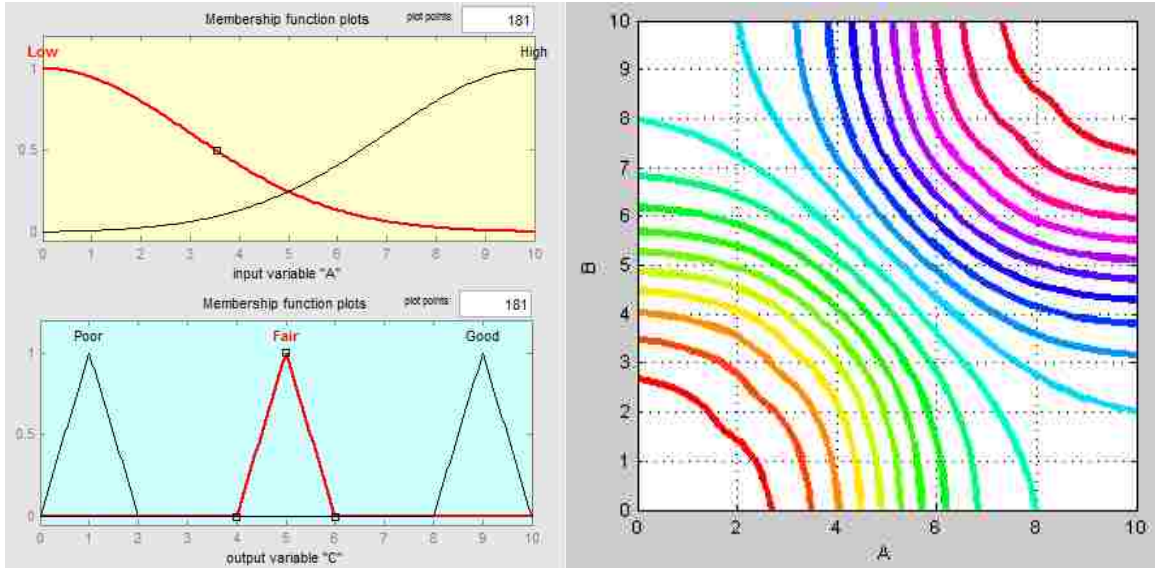 Membership function plots plot points: 181
Low High
1
0.5
0
0 1 2 3 4 5 6 7 8 9 10
input variable "A"
Membership function plots plot points: 181
Poor Fair Good
1
0.5
0
0 1 2 3 4 5 6 7 8 9 10
output variable "C"
10
9
8
7
6
5
4
3
2
1
0
B
0 2 4 6 8 10
A